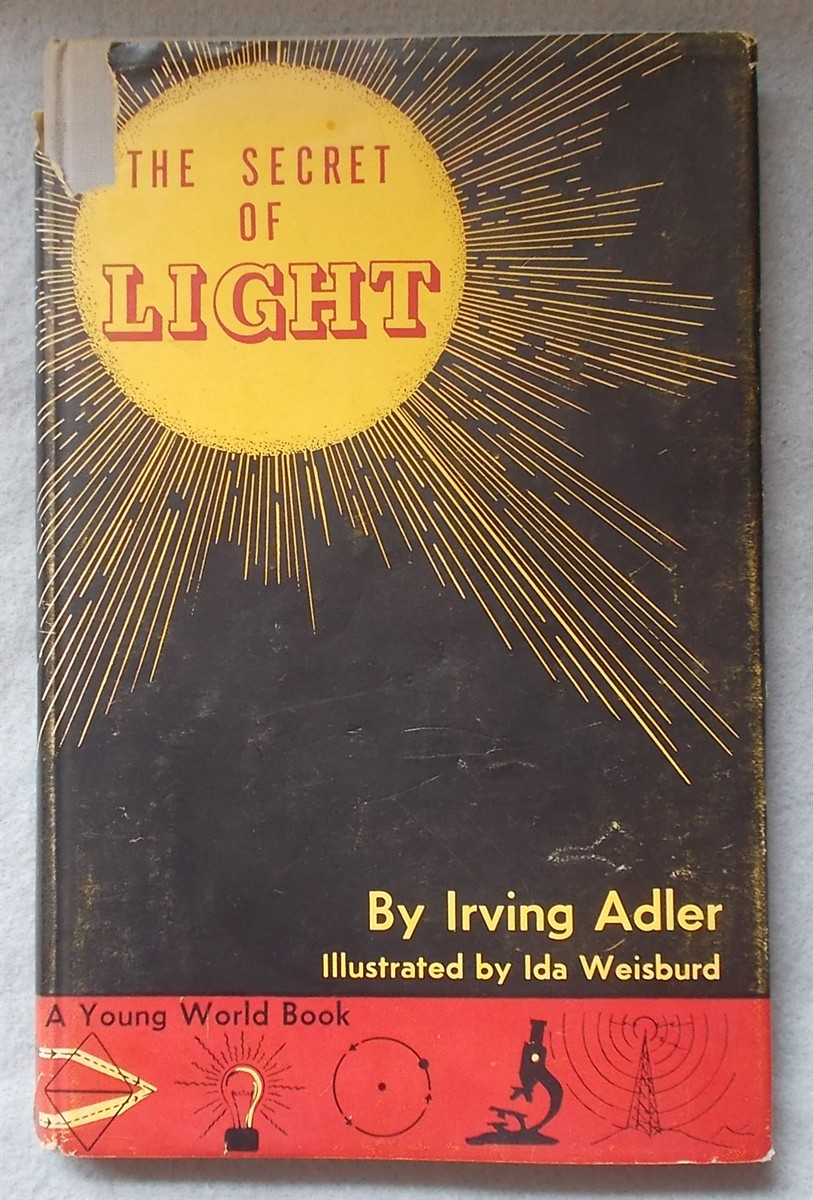 THE SECRET
OF
LIGHT
By Irving Adler
Illustrated by Ida Weisburd
A Young World Book